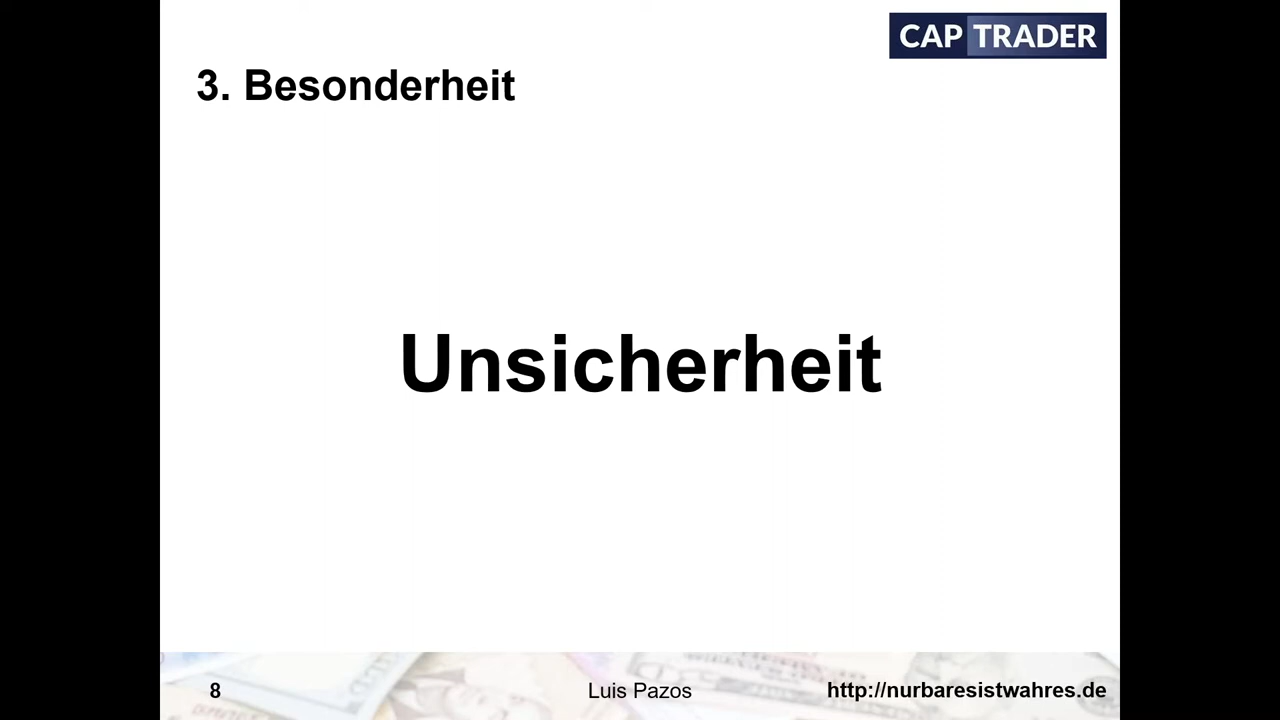 CAP TRADER
3. Besonderheit
Unsicherheit
8
Luis Pazos
http://nurbaresistwahres.de